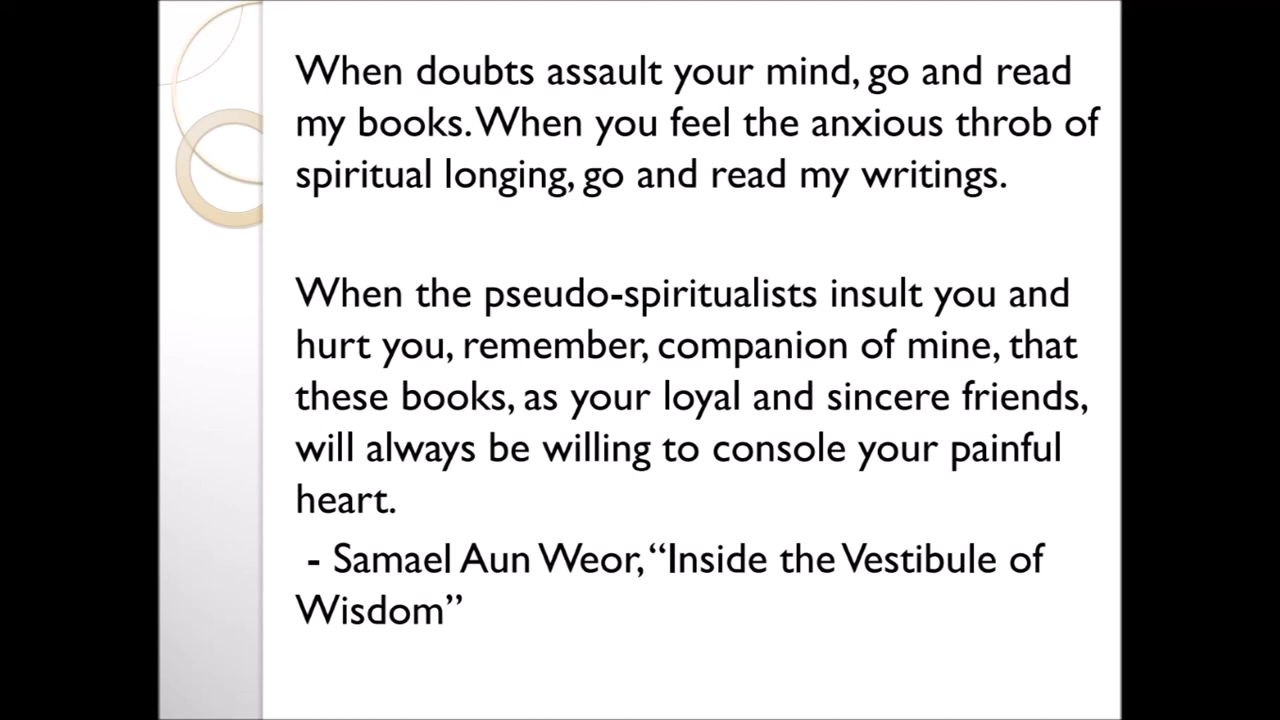 When doubts assault your mind, go and read
my books. When you feel the anxious throb of
spiritual longing, go and read my writings.
When the pseudo-spiritualists insult you and
hurt you, remember, companion of mine, that
these books, as your loyal and sincere friends,
will always be willing to console your painful
heart.
- Samael Aun Weor, “Inside the Vestibule of
Wisdom”